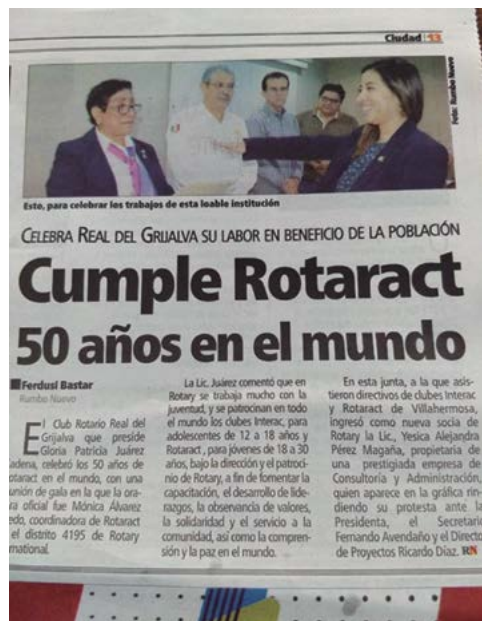 Ciudad 13
Foto: Rumbo Nuevo
Esto, para celebrar los trabajos de esta loable institución
CELEBRA REAL DEL GRIJALVA SU LABOR EN BENEFICIO DE LA POBLACIÓN
Cumple Rotaract
50 años en el mundo
Ferdusi Bastar
Rumbo Nuevo
El Club Rotario Real del
Grijalva que preside
Gloria Patricia Juárez
adena, celebró los 50 años de
otaract en el mundo, con una
unión de gala en la que la ora-
ra oficial fue Mónica Álvarez
edo, coordinadora de Rotaract
el distrito 4195 de Rotary
rnational.
La Lic. Juárez comentó que en
Rotary se trabaja mucho con la
juventud, y se patrocinan en todo
el mundo los clubes Interac, para
adolescentes de 12 a 18 años y
Rotaract, para jóvenes de 18 a 30
años, bajo la dirección y el patroci-
nio de Rotary, a fin de fomentar la
capacitación, el desarrollo de lide-
razgos, la observancia de valores,
la solidaridad y el servicio a la
comunidad, así como la compren-
sión y la paz en el mundo.
En esta junta, a la que asis-
tieron directivos de clubes Interac
y Rotaract de Villahermosa,
ingresó como nueva socia de
Rotary la Lic., Yesica Alejandra
Pérez Magaña, propietaria de
una prestigiada empresa de
Consultoría y Administración,
quien aparece en la gráfica rin-
diendo su protesta ante la
Presidenta, el Secretari
Fernando Avendaño y el Directo
de Proyectos Ricardo Díaz. RN